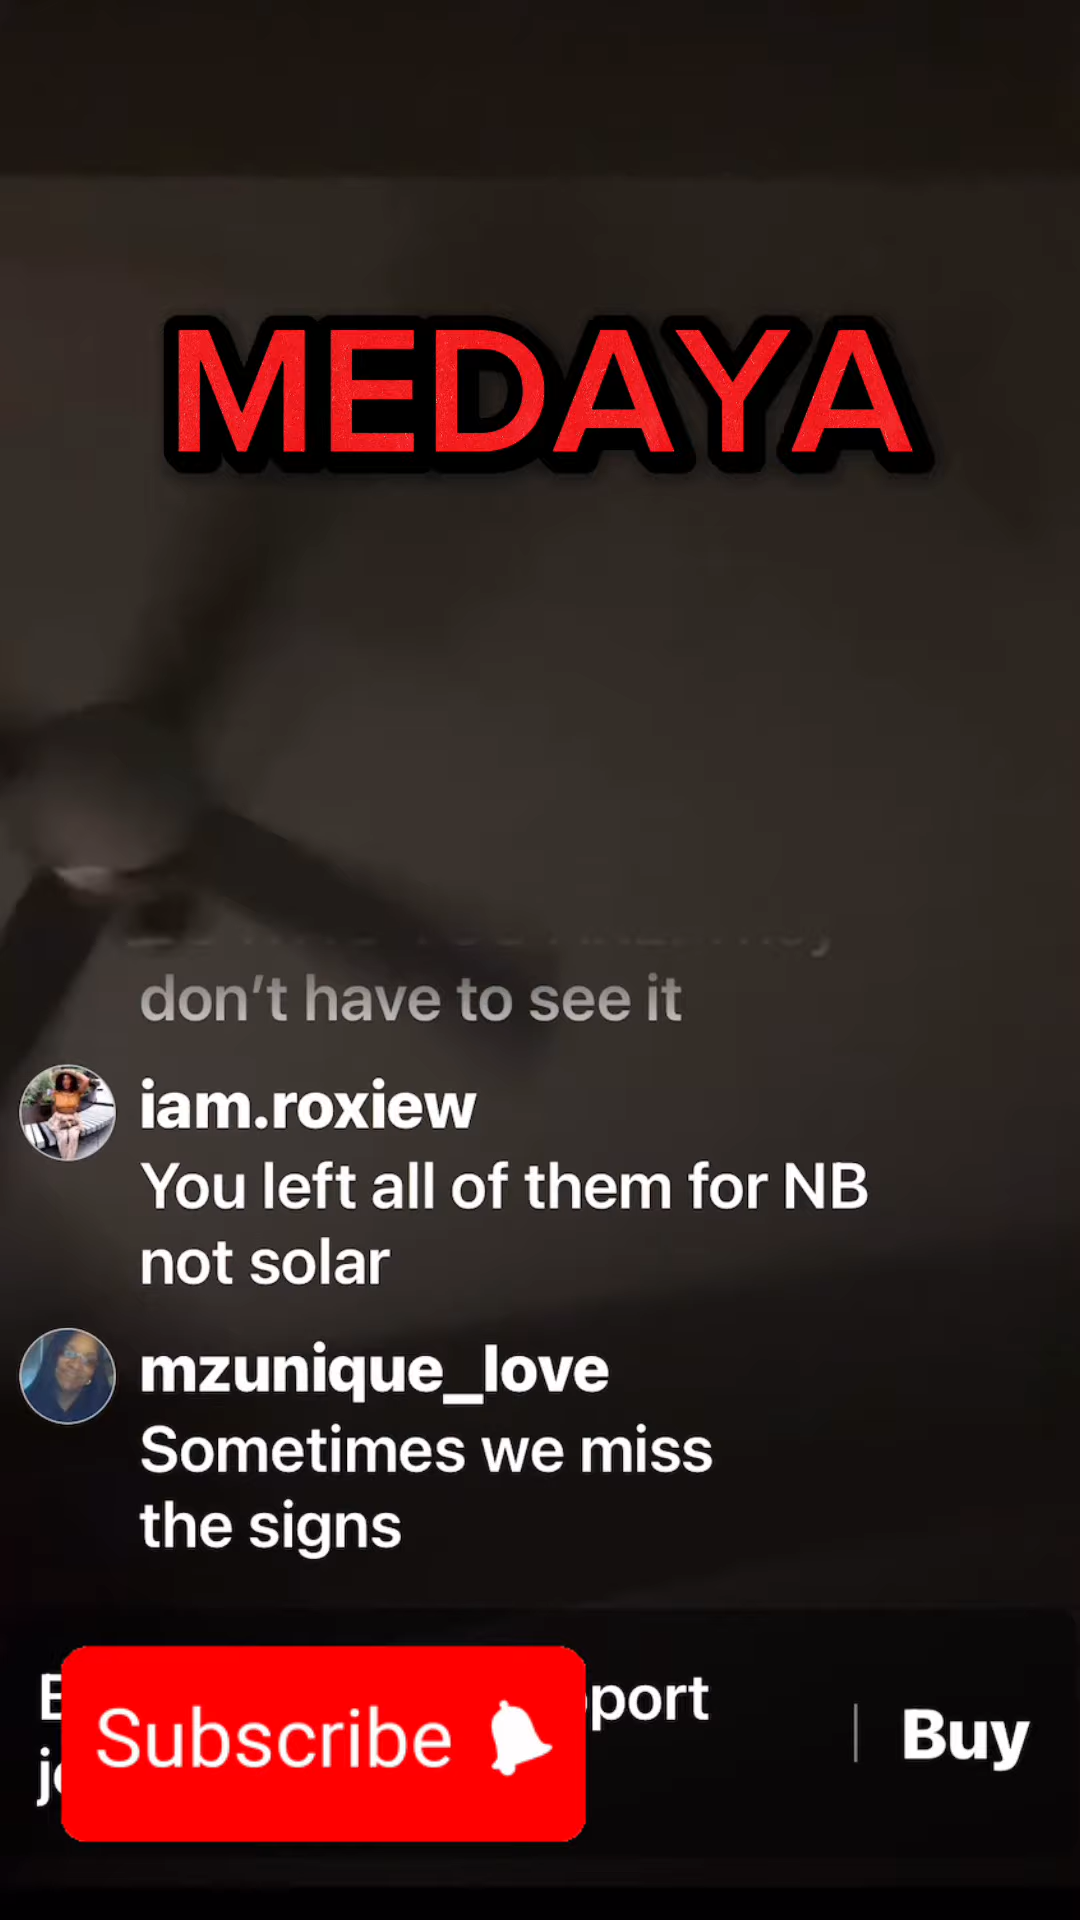 MEDAYA
don't have to see it
iam.roxiew
You left all of them for NB
not solar
mzunique_love
Sometimes we miss
the signs
Subscribe
Buy